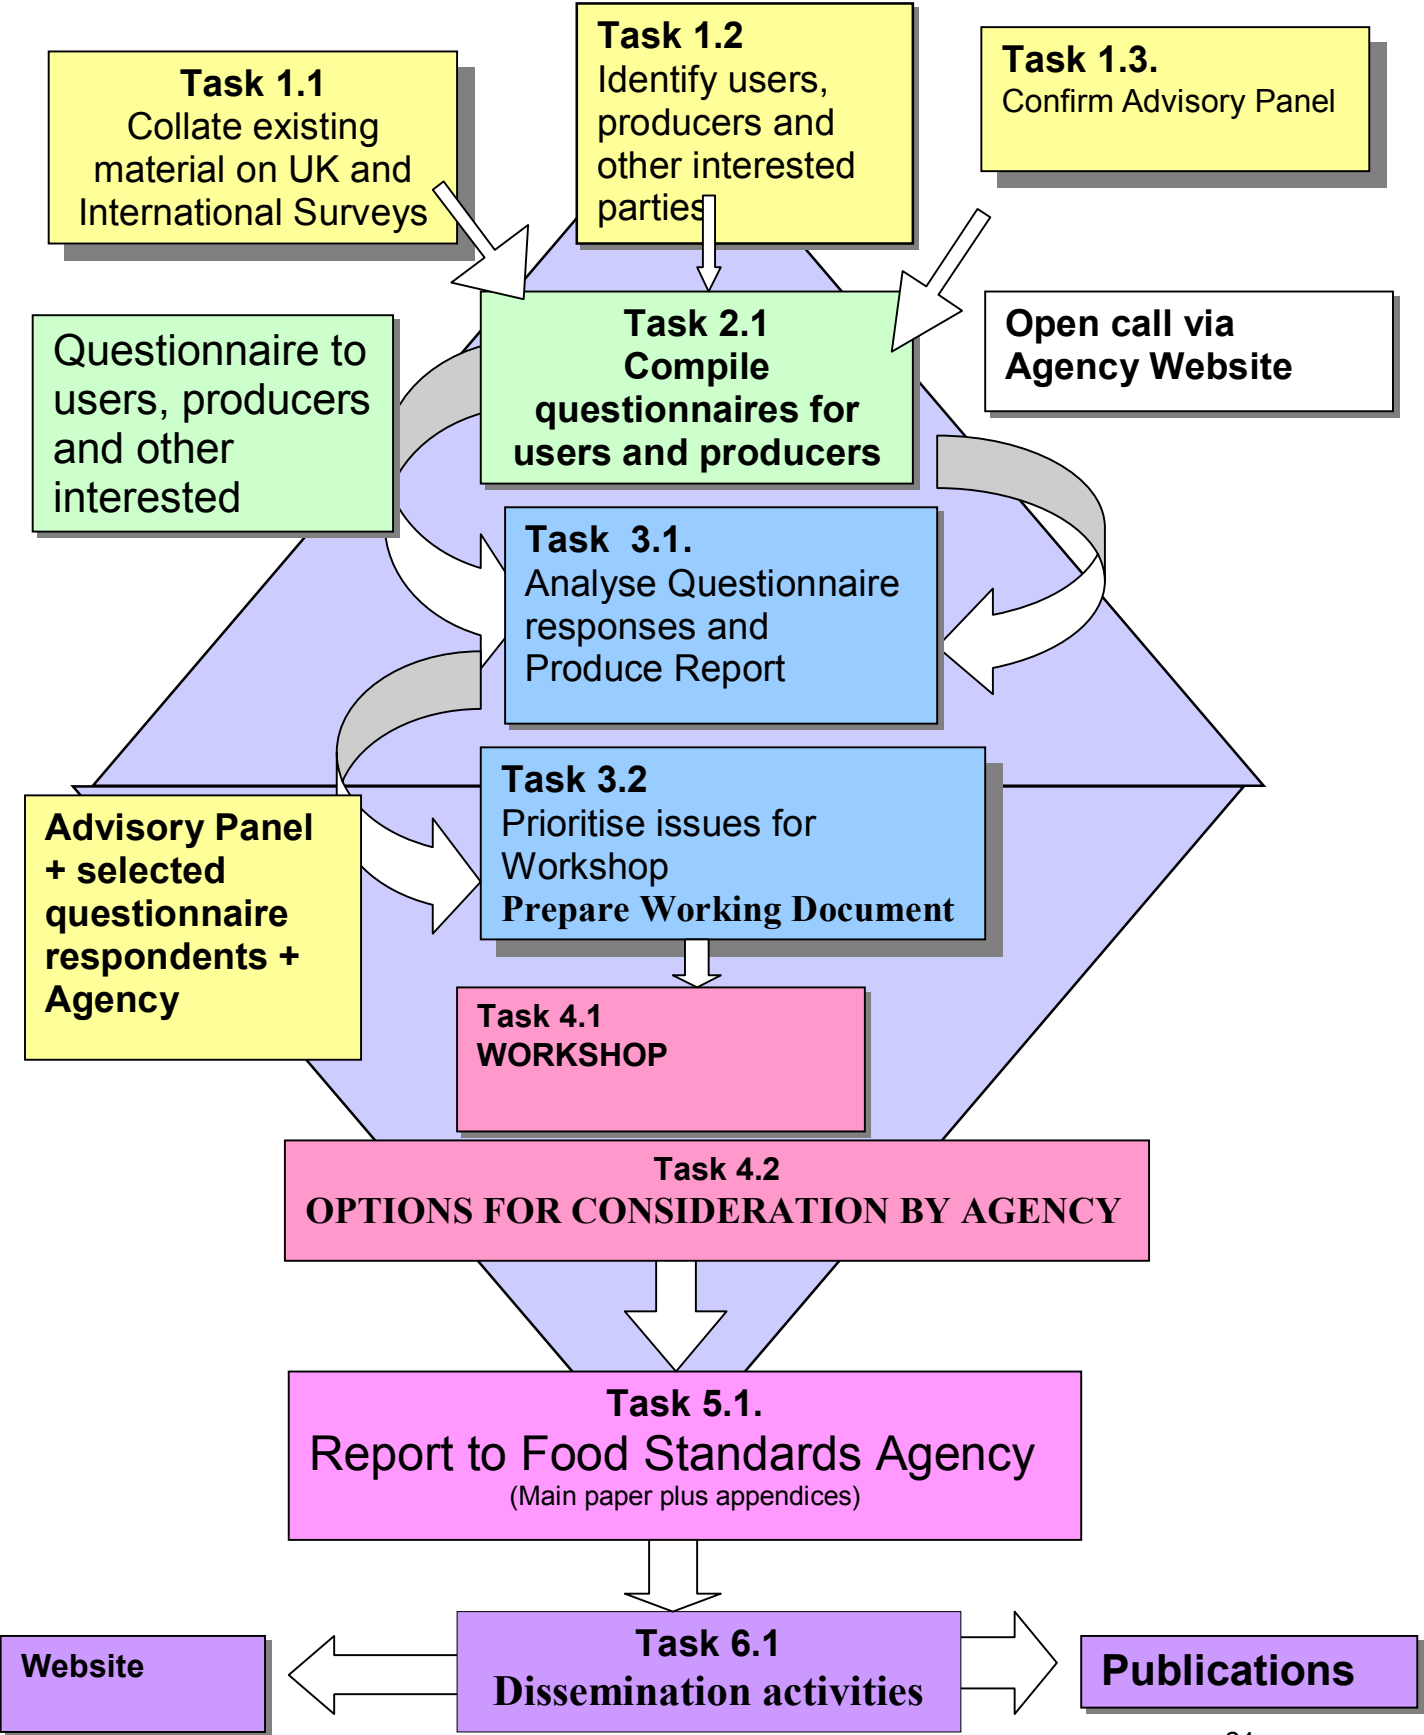 Task 1.1
Collate existing
material on UK and
International Surveys
Task 1.2
Identify users,
producers and
other interested
parties
Task 1.3.
Confirm Advisory Panel
Questionnaire to
users, producers
and other
interested
Task 2.1
Compile
questionnaires for
users and producers
Open call via
Agency Website
Task  3.1.
Analyse Questionnaire
responses and
Produce Report
Task 3.2
Prioritise issues for
Workshop
Prepare Working Document
Advisory Panel
+ selected
questionnaire
respondents +
Agency
Task 4.1
WORKSHOP
Task 4.2
OPTIONS FOR CONSIDERATION BY AGENCY
Task 5.1.
Report to Food Standards Agency
(Main paper plus appendices)
Task 6.1
Dissemination activities
Website
Publications